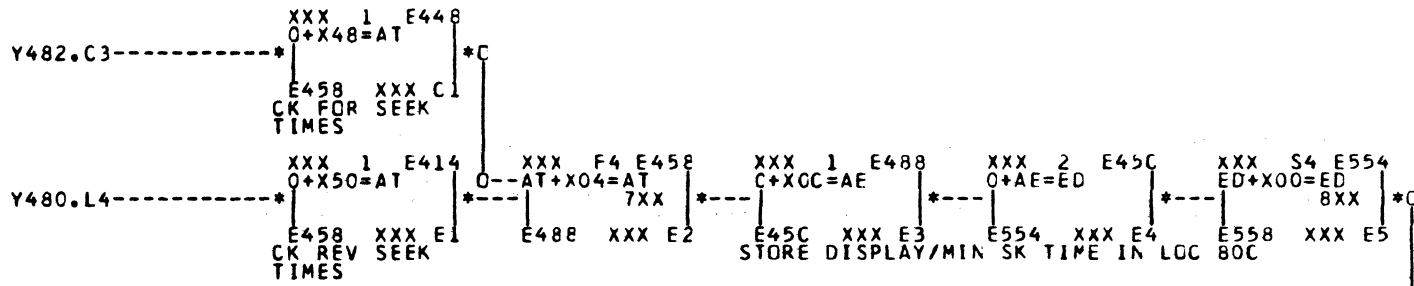 XXX 1 E448
0+X48=AT
Y482.C3------------* *C
E458 XXX C1
CK FOR SEEK
TIMES
XXX 1 E414 XXX F4 E458 XXX 1 E488 XXX 2 E45C XXX S4 E554
0+X50=AT O--AT+X04=AT C+X0C=AE 0+AE=ED ED+X00=ED
Y480.L4------------* *--- 7XX *--- *--- *--- 8XX *C
E458 XXX E1 E488 XXX E2 E45C XXX E3 E554 XXX E4 E558 XXX E5
CK REV SEEK STORE DISPLAY/MIN SK TIME IN LOC 80C
TIMES